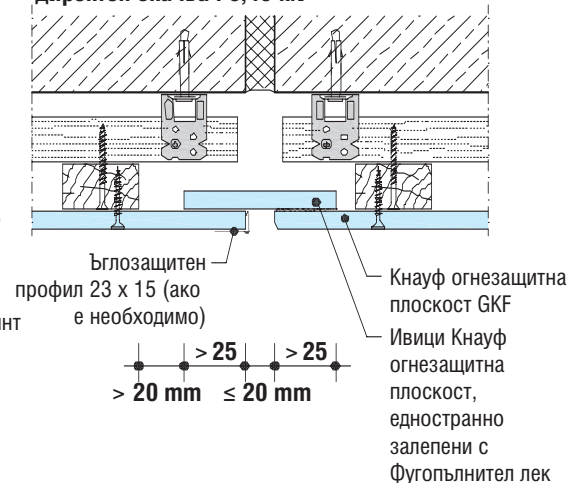 Ъглозащитен
профил 23 x 15 (ако
е необходимо)
Кнауф огнезащитна
плоскост GKF
Ивици Кнауф
огнезащитна
плоскост,
едностранно
залепени с
Фугопълнител лек
> 25 > 25
> 20 mm ≤ 20 mm